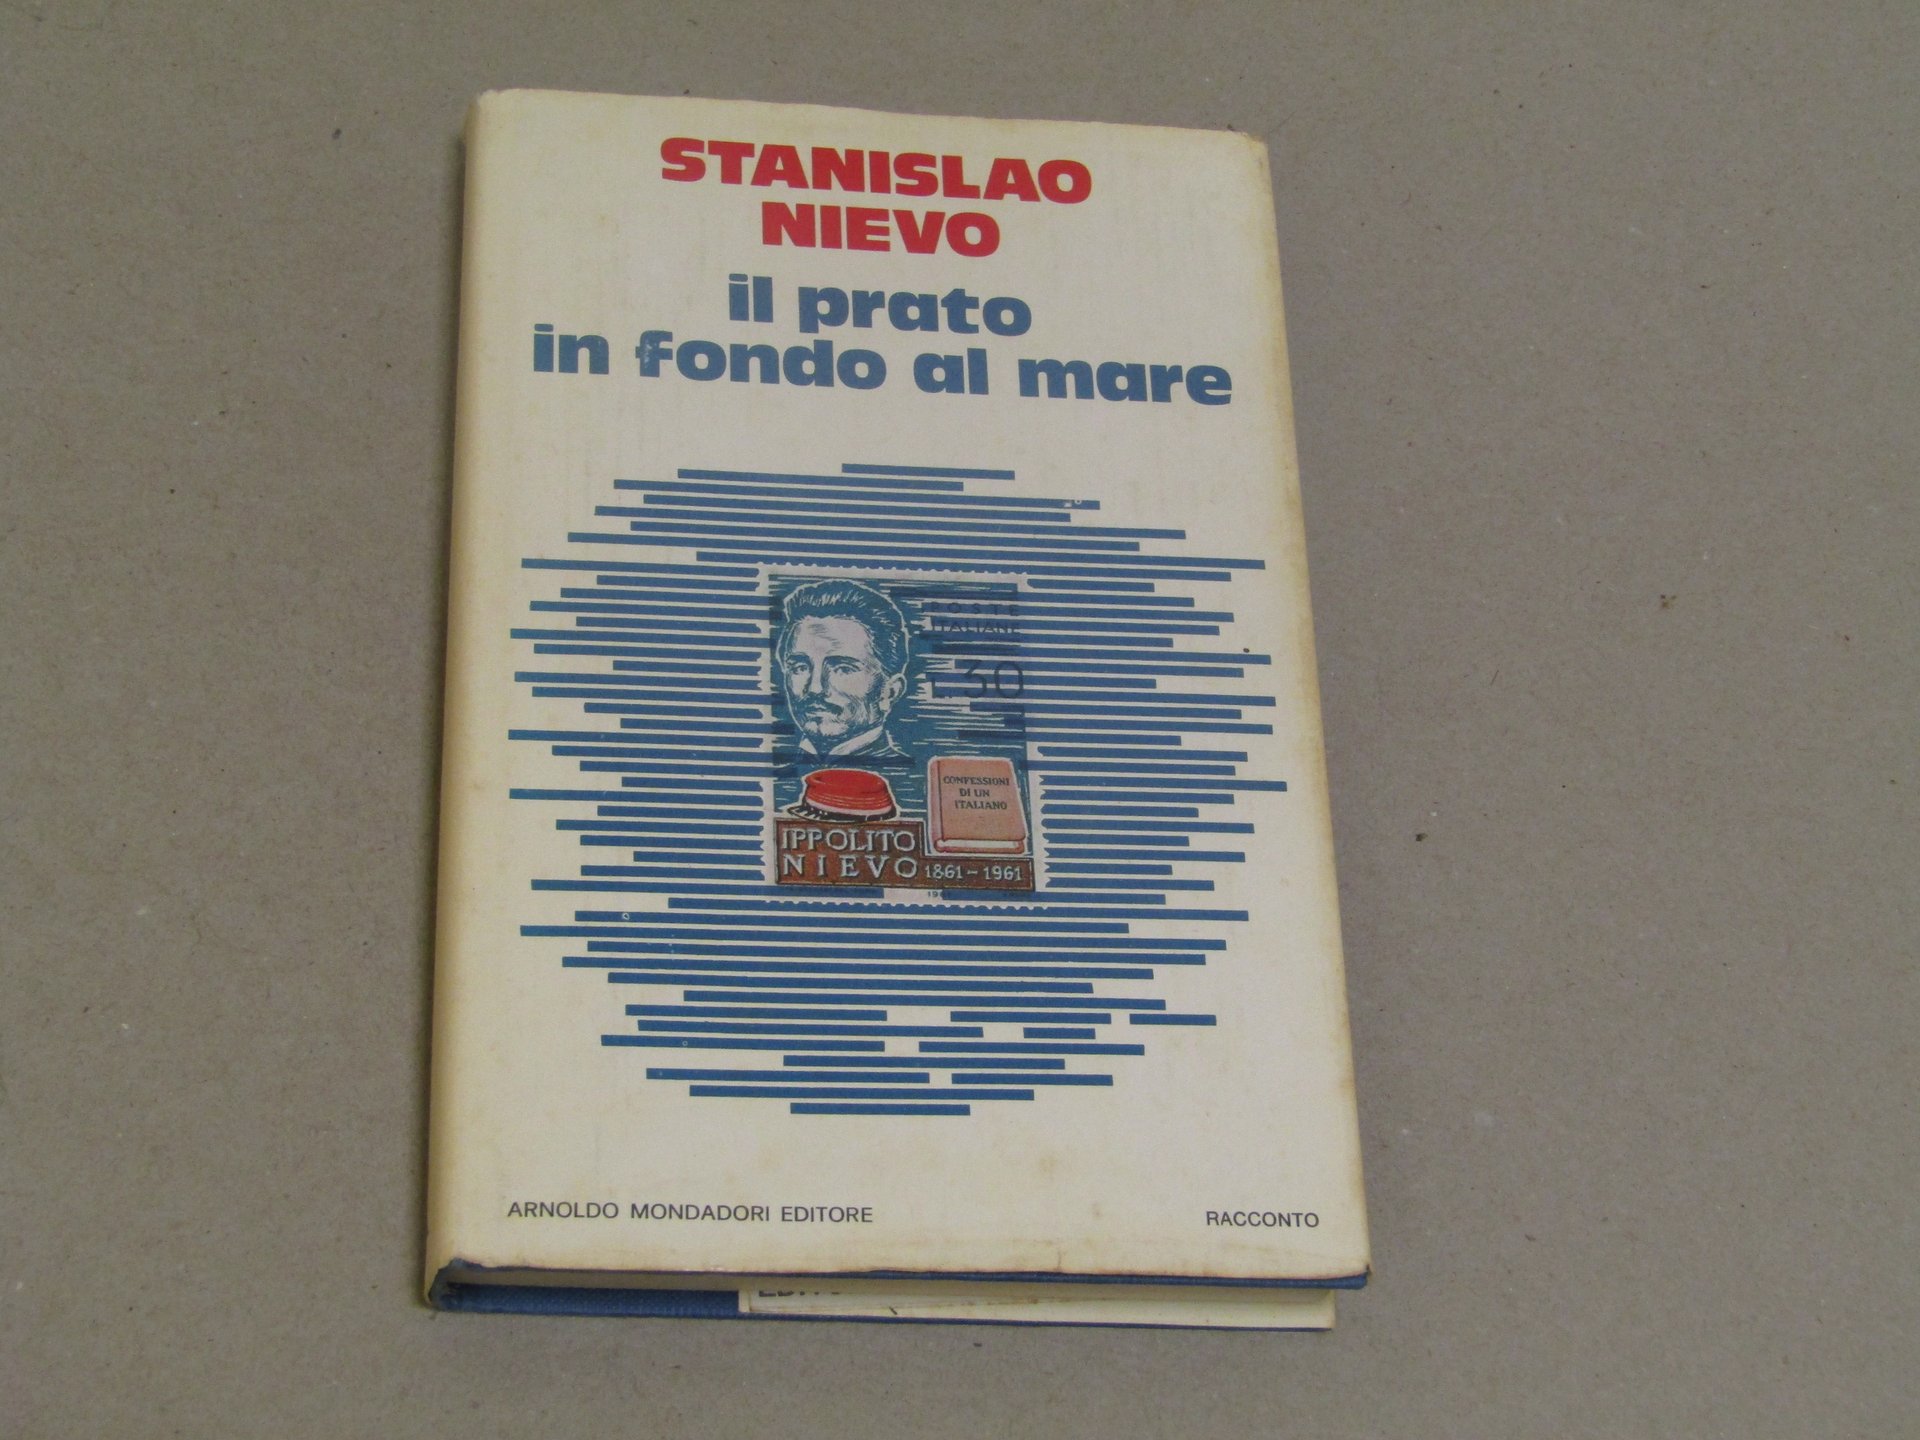 STANISLAO
NIEVO
il prato
in fondo al mare
POSTE
ITALIANE
L. 30
CONFESSIONI
DI UN
ITALIANO
IPPOLITO
NIEVO 1861-1961
ARNOLDO MONDADORI EDITORE
RACCONTO